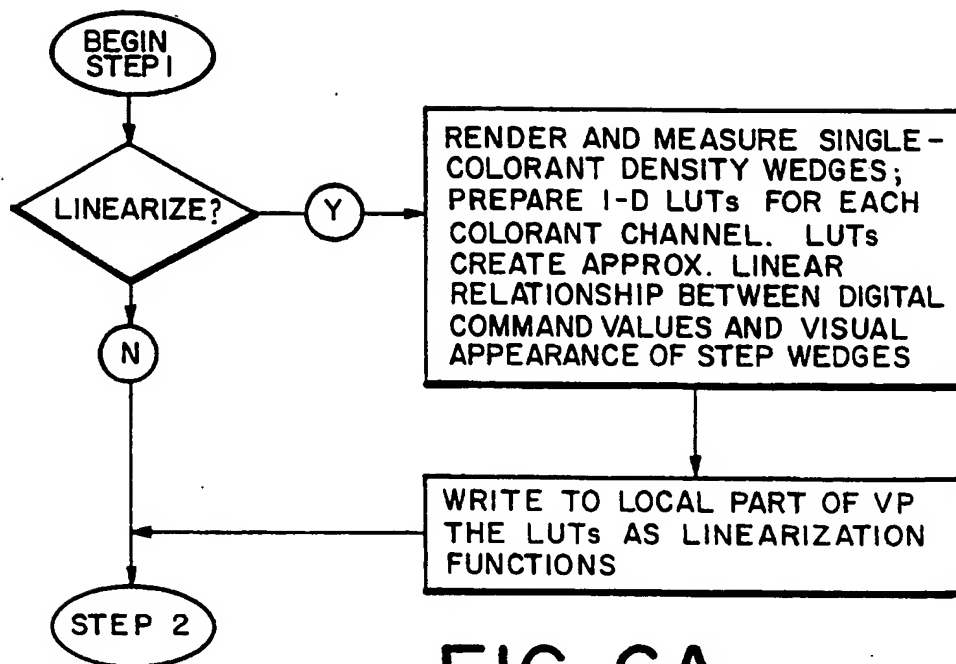 BEGIN
STEP 1
LINEARIZE?
Y
RENDER AND MEASURE SINGLE-
COLORANT DENSITY WEDGES;
PREPARE 1-D LUTs FOR EACH
COLORANT CHANNEL. LUTs
CREATE APPROX. LINEAR
RELATIONSHIP BETWEEN DIGITAL
COMMAND VALUES AND VISUAL
APPEARANCE OF STEP WEDGES
N
WRITE TO LOCAL PART OF VP
THE LUTs AS LINEARIZATION
FUNCTIONS
STEP 2
FIG. 6A